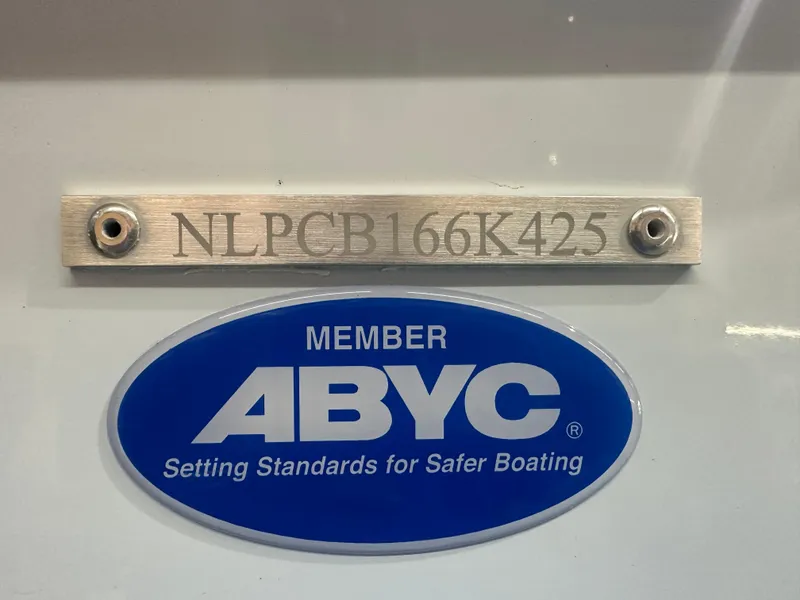 NLPCB166K425
MEMBER
ABYC®
Setting Standards for Safer Boating